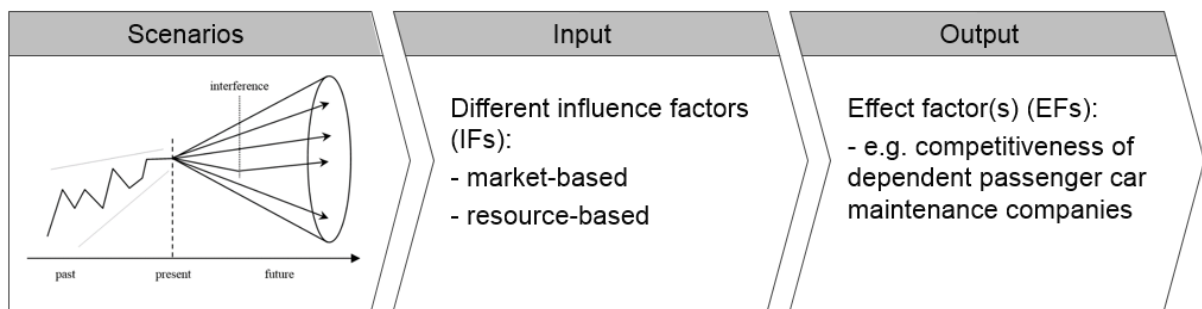 Scenarios
interference
past
present
future
Input
Different influence factors
(IFs):
- market-based
- resource-based
Output
Effect factor(s) (EFs):
- e.g. competitiveness of
dependent passenger car
maintenance companies